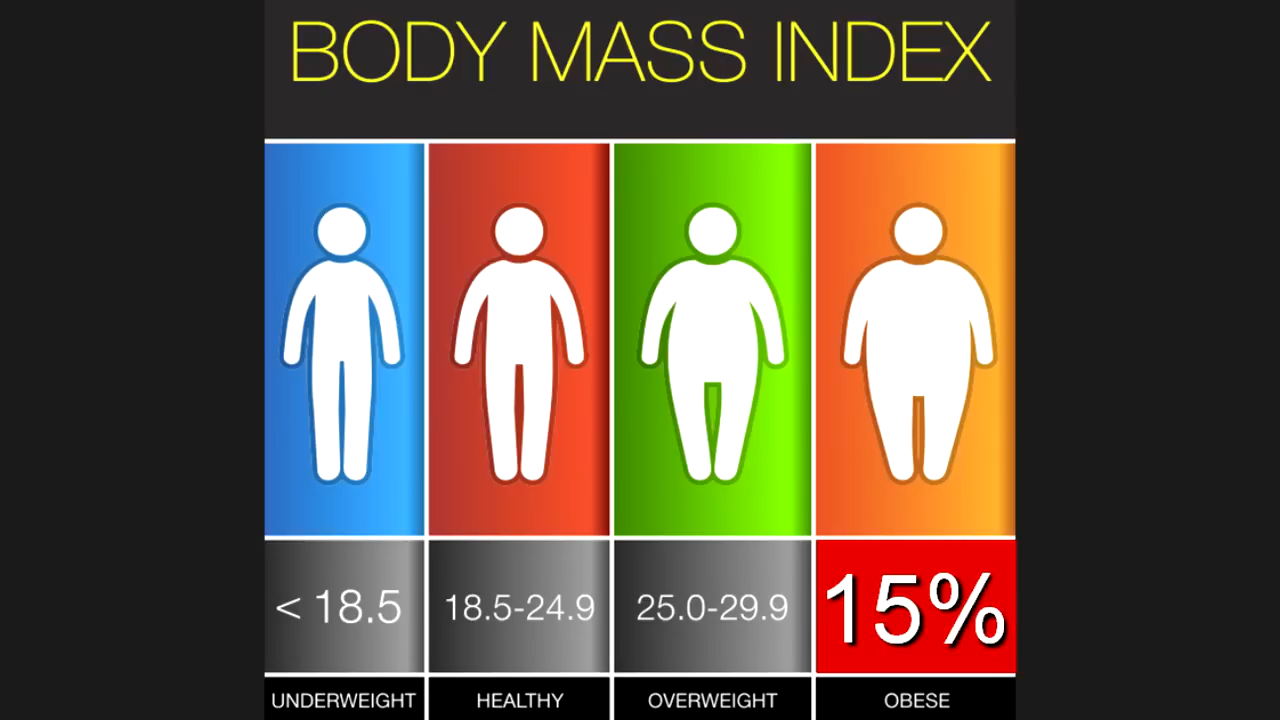 BODY MASS INDEX
< 18.5 18.5-24.9 25.0-29.9 15%
UNDERWEIGHT HEALTHY OVERWEIGHT OBESE